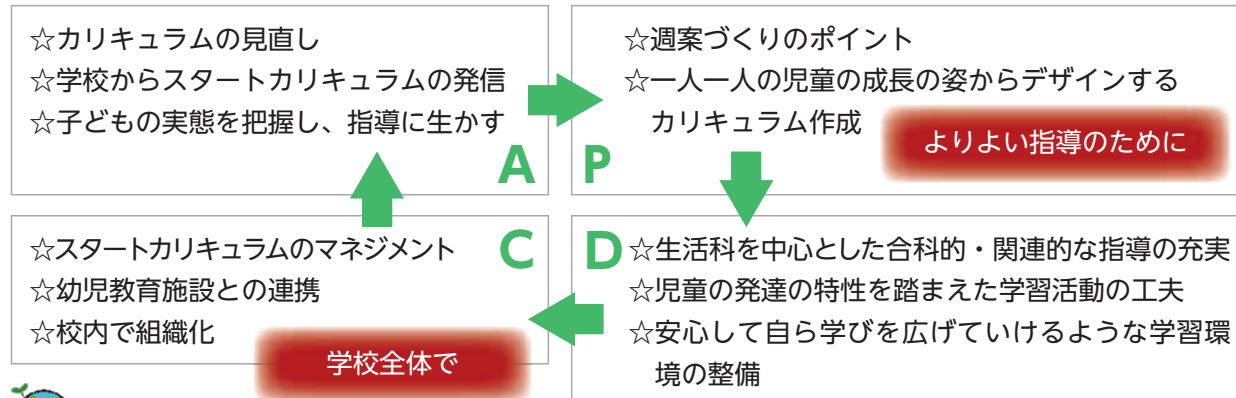 ☆カリキュラムの見直し
☆学校からスタートカリキュラムの発信
☆子どもの実態を把握し、指導に生かす
A
P
☆週案づくりのポイント
☆一人一人の児童の成長の姿からデザインする
カリキュラム作成
よりよい指導のために
☆スタートカリキュラムのマネジメント
☆幼児教育施設との連携
☆校内で組織化
C
学校全体で
D
☆生活科を中心とした合科的・関連的な指導の充実
☆児童の発達の特性を踏まえた学習活動の工夫
☆安心して自ら学びを広げていけるような学習環
境の整備